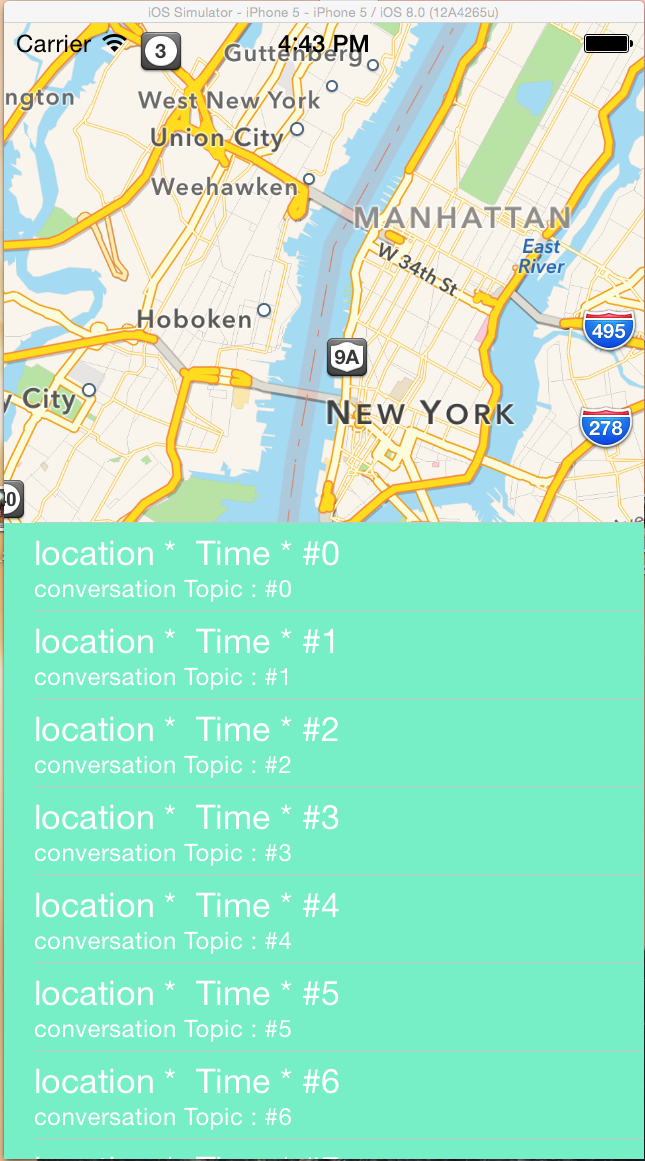 iOS Simulator - iPhone 5 - iPhone 5 / iOS 8.0 (12A4265u)
Carrier 4:43 PM
3
Guttenberg
ngton
West New York
Union City
Weehawken
MANHATTAN
East
River
W 34th St
Hoboken
495
9A
y City
NEW YORK
278
location * Time * #0
conversation Topic : #0
location * Time * #1
conversation Topic : #1
location * Time * #2
conversation Topic : #2
location * Time * #3
conversation Topic : #3
location * Time * #4
conversation Topic : #4
location * Time * #5
conversation Topic : #5
location * Time * #6
conversation Topic : #6